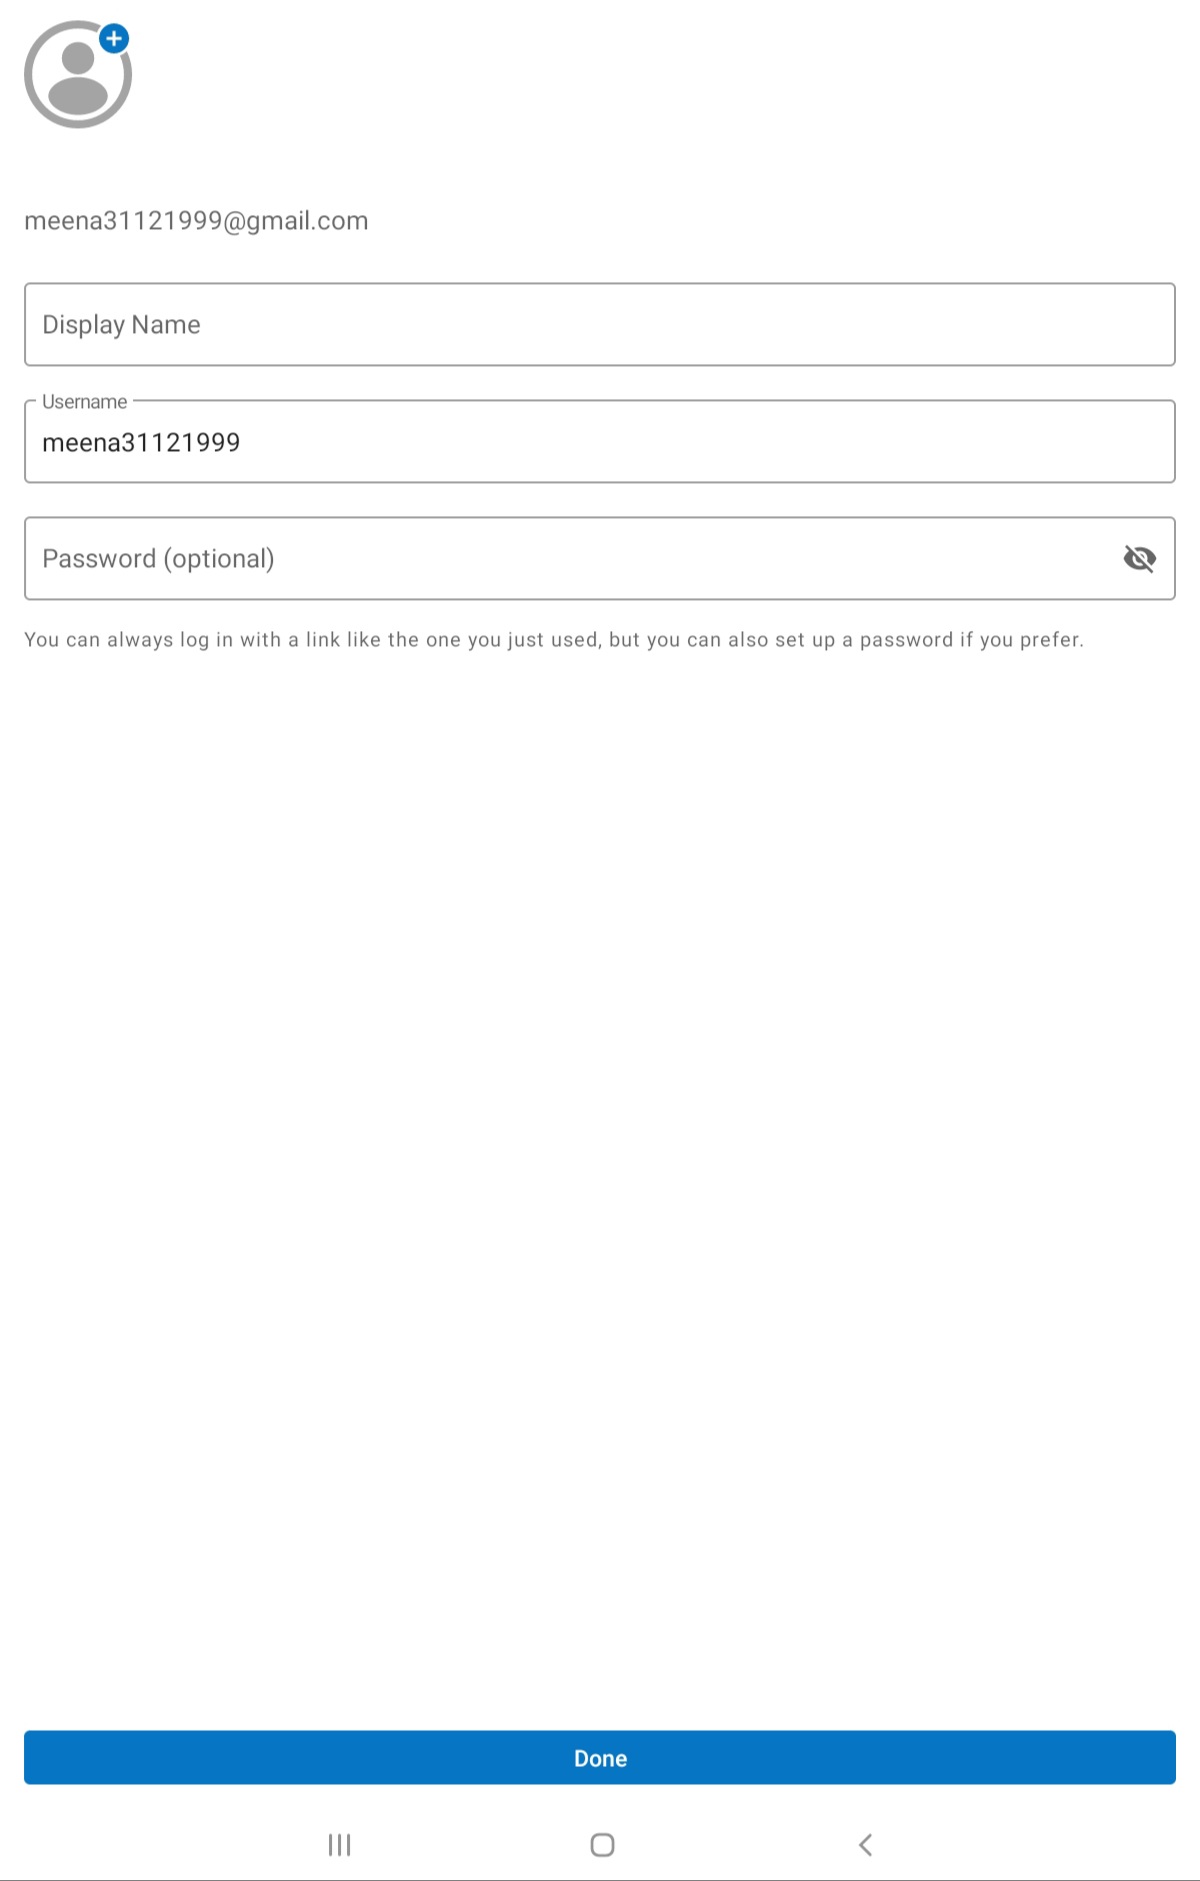 meena31121999@gmail.com
Display Name
Username
meena31121999
Password (optional)
You can always log in with a link like the one you just used, but you can also set up a password if you prefer.
Done